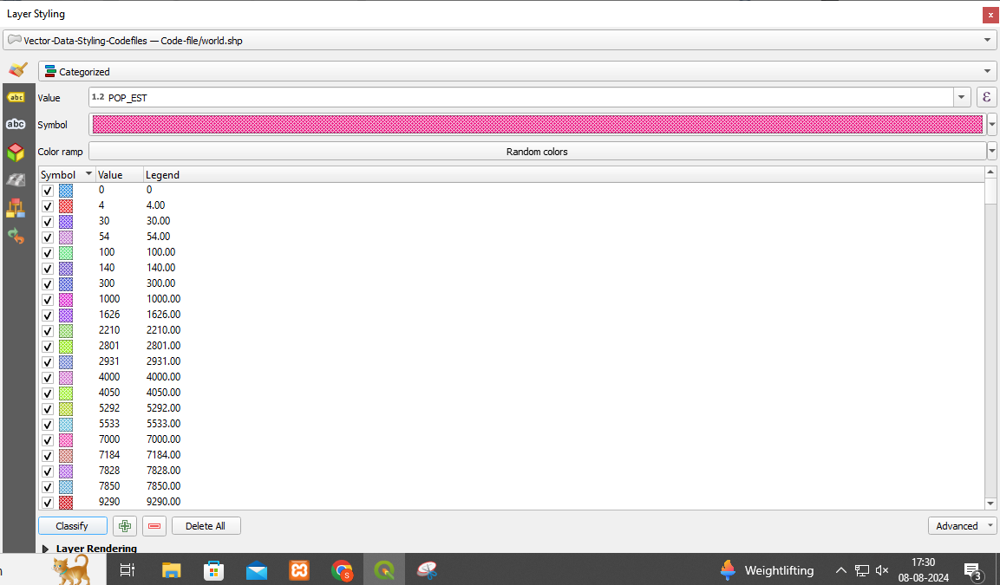 Layer Styling
x
Vector-Data-Styling-Codefiles — Code-file/world.shp
Categorized
abc
Value 1.2 POP_EST ε
abc
Symbol
Color ramp Random colors
Symbol Value Legend
0 0
4 4.00
30 30.00
54 54.00
100 100.00
140 140.00
300 300.00
1000 1000.00
1626 1626.00
2210 2210.00
2801 2801.00
2931 2931.00
4000 4000.00
4050 4050.00
5292 5292.00
5533 5533.00
7000 7000.00
7184 7184.00
7828 7828.00
7850 7850.00
9290 9290.00
Classify Delete All Advanced
Layer Rendering
S
Weightlifting
17:30
08-08-2024
3